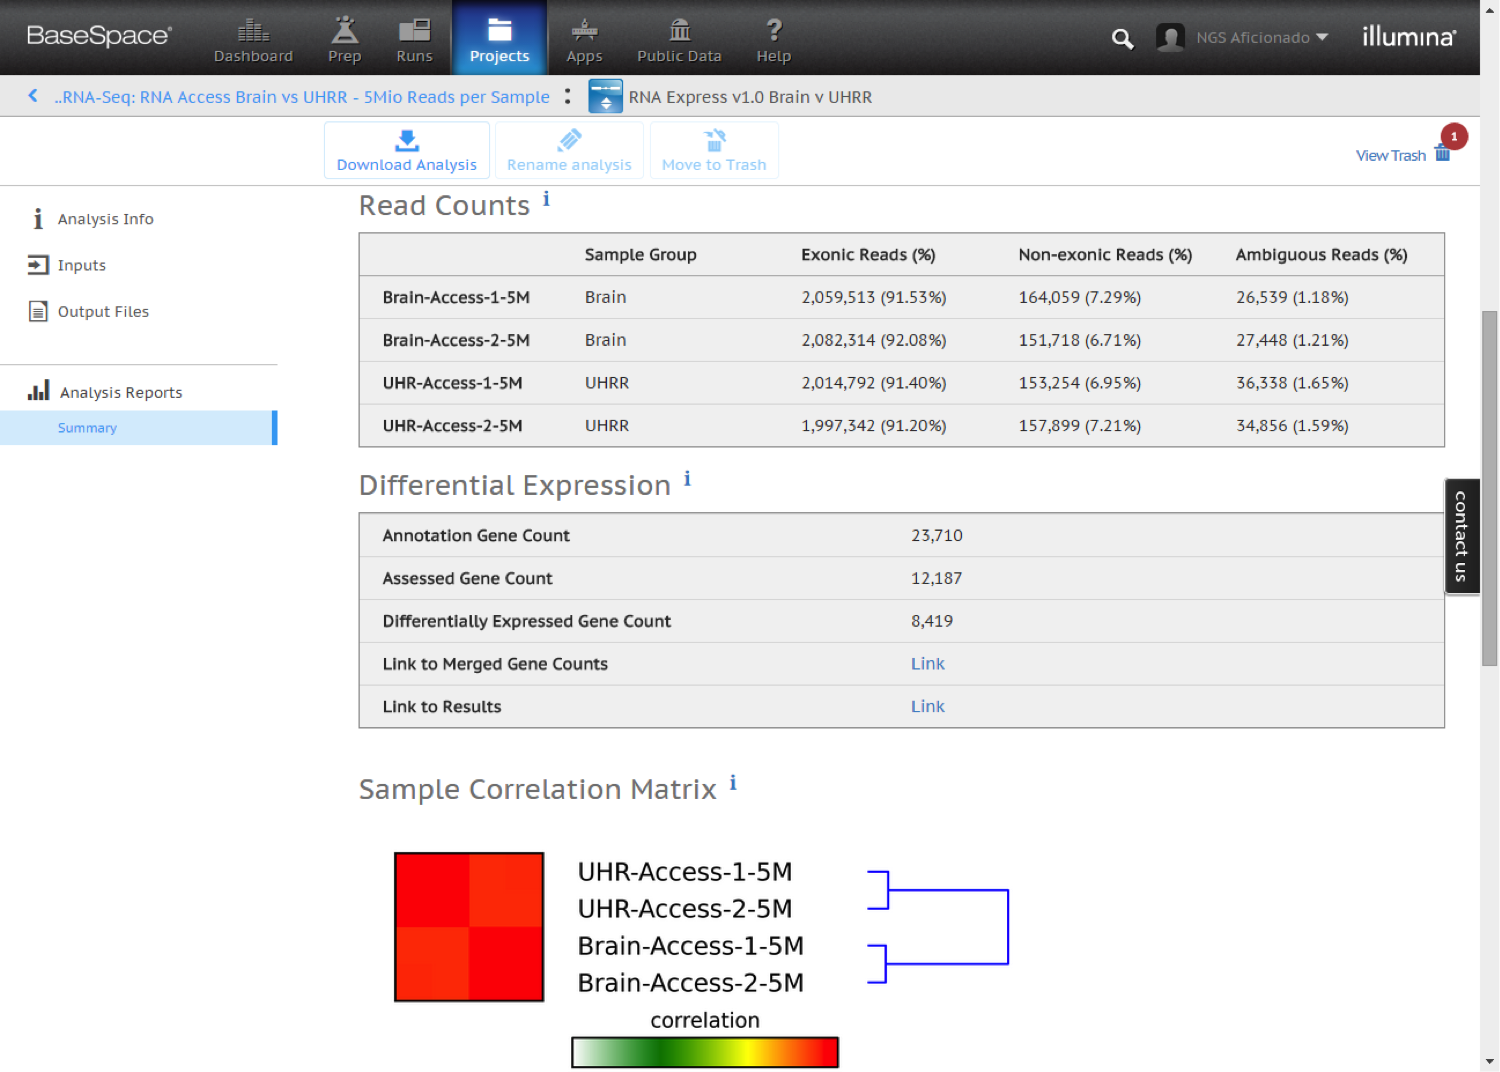 BaseSpace®
Dashboard Prep Runs Projects Apps Public Data Help
NGS Aficionado
illumina®
..RNA-Seq: RNA Access Brain vs UHRR - 5Mio Reads per Sample : RNA Express v1.0 Brain v UHRR
Download Analysis Rename analysis Move to Trash
View Trash 1
Analysis Info
Inputs
Output Files
Analysis Reports
Summary
Read Counts i
Sample Group Exonic Reads (%) Non-exonic Reads (%) Ambiguous Reads (%)
Brain-Access-1-5M Brain 2,059,513 (91.53%) 164,059 (7.29%) 26,539 (1.18%)
Brain-Access-2-5M Brain 2,082,314 (92.08%) 151,718 (6.71%) 27,448 (1.21%)
UHR-Access-1-5M UHRR 2,014,792 (91.40%) 153,254 (6.95%) 36,338 (1.65%)
UHR-Access-2-5M UHRR 1,997,342 (91.20%) 157,899 (7.21%) 34,856 (1.59%)
Differential Expression i
Annotation Gene Count 23,710
Assessed Gene Count 12,187
Differentially Expressed Gene Count 8,419
Link to Merged Gene Counts Link
Link to Results Link
contact us
Sample Correlation Matrix i
UHR-Access-1-5M
UHR-Access-2-5M
Brain-Access-1-5M
Brain-Access-2-5M
correlation